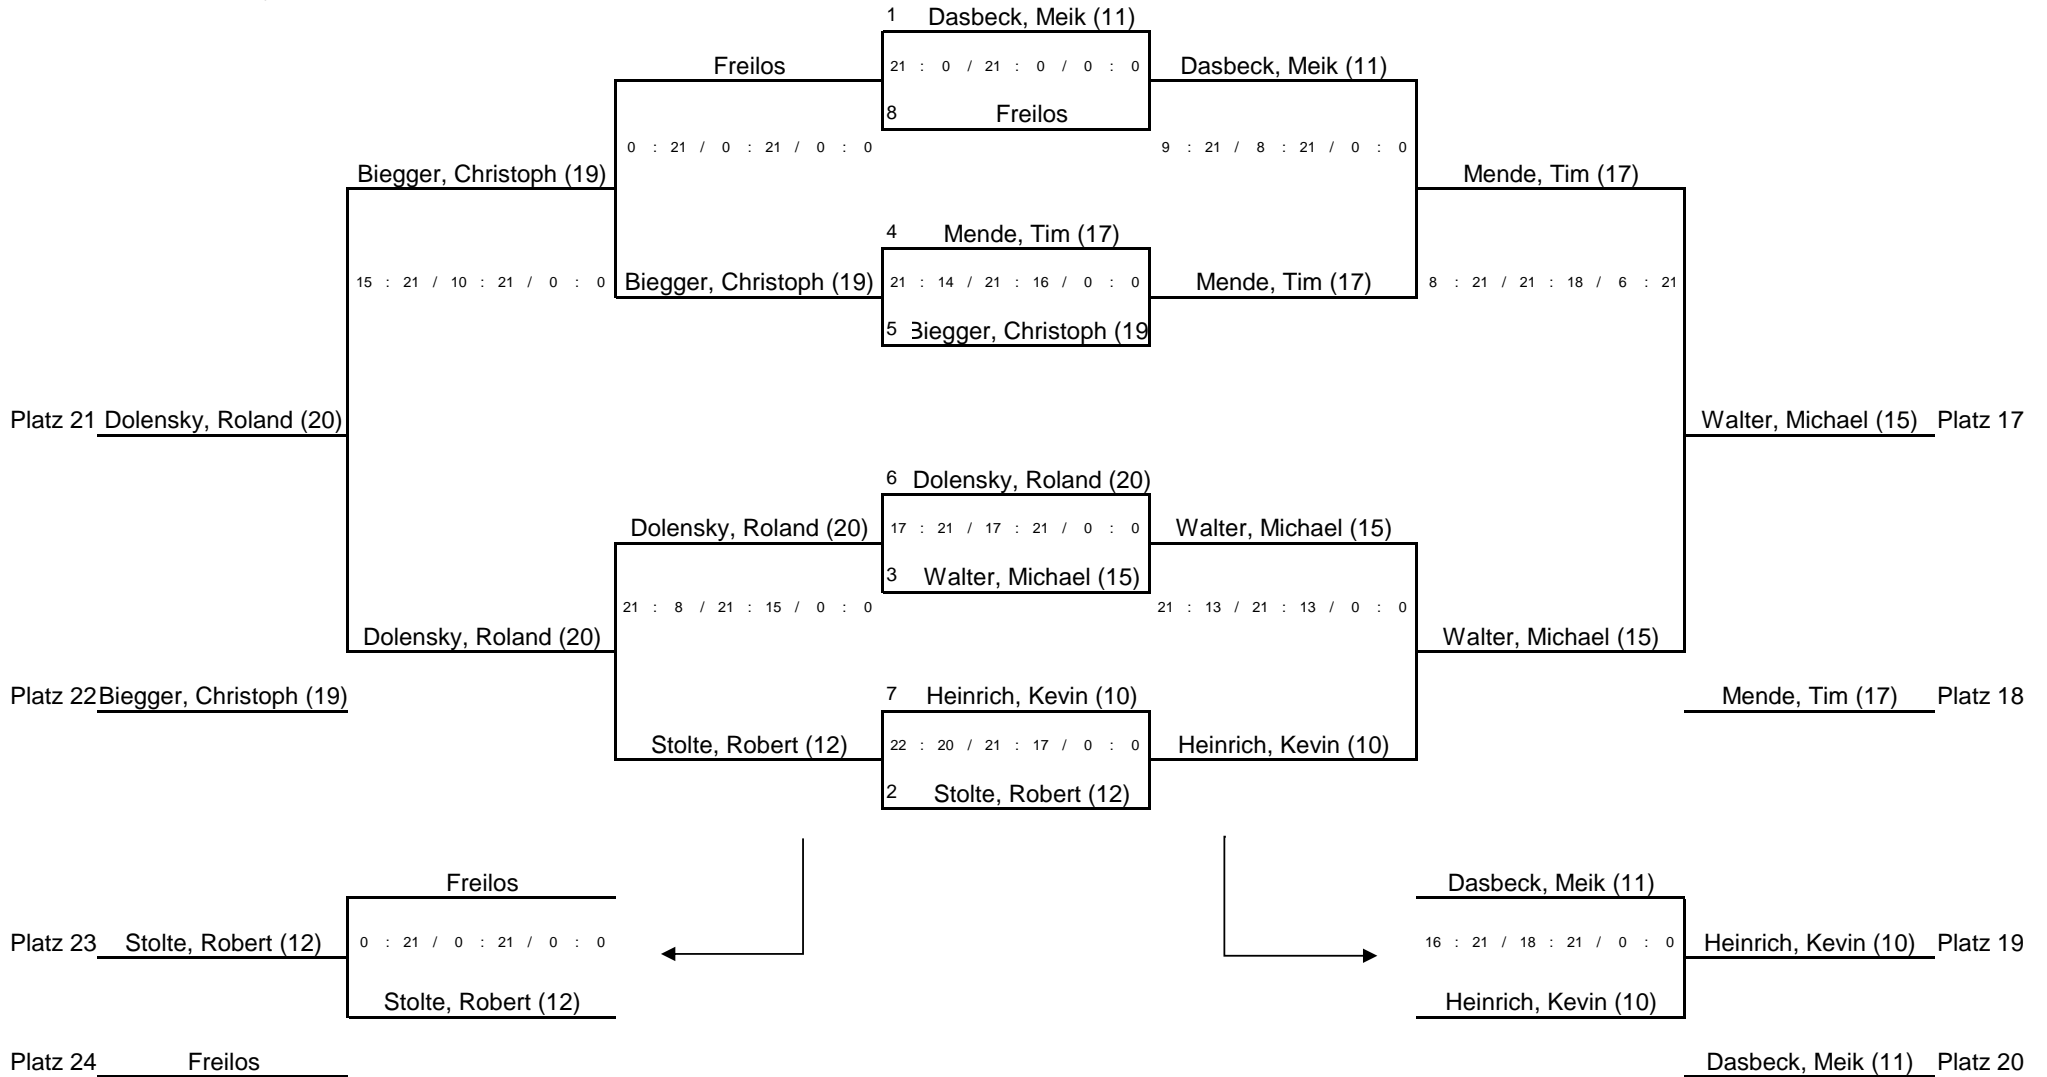 1 Dasbeck, Meik (11)
Freilos 21 : 0 / 21 : 0 / 0 : 0 Dasbeck, Meik (11)
8 Freilos
0 : 21 / 0 : 21 / 0 : 0 9 : 21 / 8 : 21 / 0 : 0
Biegger, Christoph (19) Mende, Tim (17)
4 Mende, Tim (17)
15 : 21 / 10 : 21 / 0 : 0 Biegger, Christoph (19) 21 : 14 / 21 : 16 / 0 : 0 Mende, Tim (17) 8 : 21 / 21 : 18 / 6 : 21
5 Biegger, Christoph (19
Platz 21 Dolensky, Roland (20) Walter, Michael (15) Platz 17
6 Dolensky, Roland (20)
Dolensky, Roland (20) 17 : 21 / 17 : 21 / 0 : 0 Walter, Michael (15)
3 Walter, Michael (15)
21 : 8 / 21 : 15 / 0 : 0 21 : 13 / 21 : 13 / 0 : 0
Dolensky, Roland (20) Walter, Michael (15)
Platz 22 Biegger, Christoph (19) 7 Heinrich, Kevin (10) Mende, Tim (17) Platz 18
Stolte, Robert (12) 22 : 20 / 21 : 17 / 0 : 0 Heinrich, Kevin (10)
2 Stolte, Robert (12)
Freilos Dasbeck, Meik (11)
Platz 23 Stolte, Robert (12) 0 : 21 / 0 : 21 / 0 : 0 16 : 21 / 18 : 21 / 0 : 0 Heinrich, Kevin (10) Platz 19
Stolte, Robert (12) Heinrich, Kevin (10)
Platz 24 Freilos Dasbeck, Meik (11) Platz 20